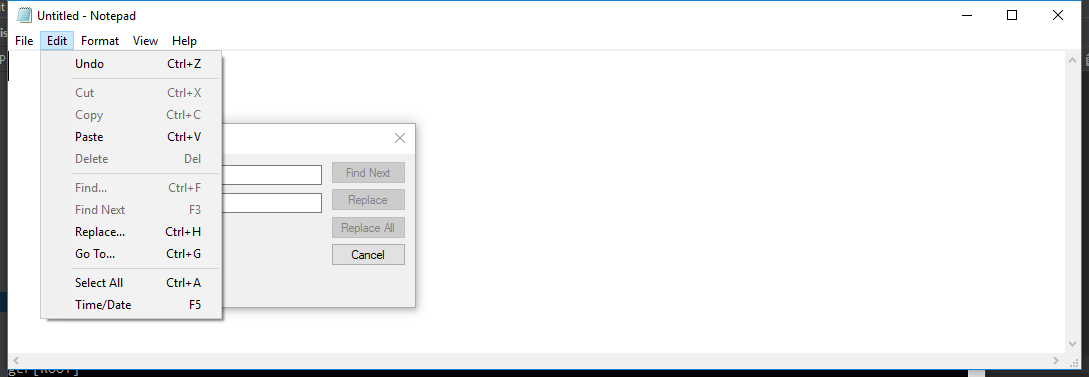 Untitled - Notepad
File Edit Format View Help
Undo Ctrl+Z
Cut Ctrl+X
Copy Ctrl+C
Paste Ctrl+V
Delete Del
Find... Ctrl+F
Find Next F3
Replace... Ctrl+H
Go To... Ctrl+G
Select All Ctrl+A
Time/Date F5
Find Next
Replace
Replace All
Cancel